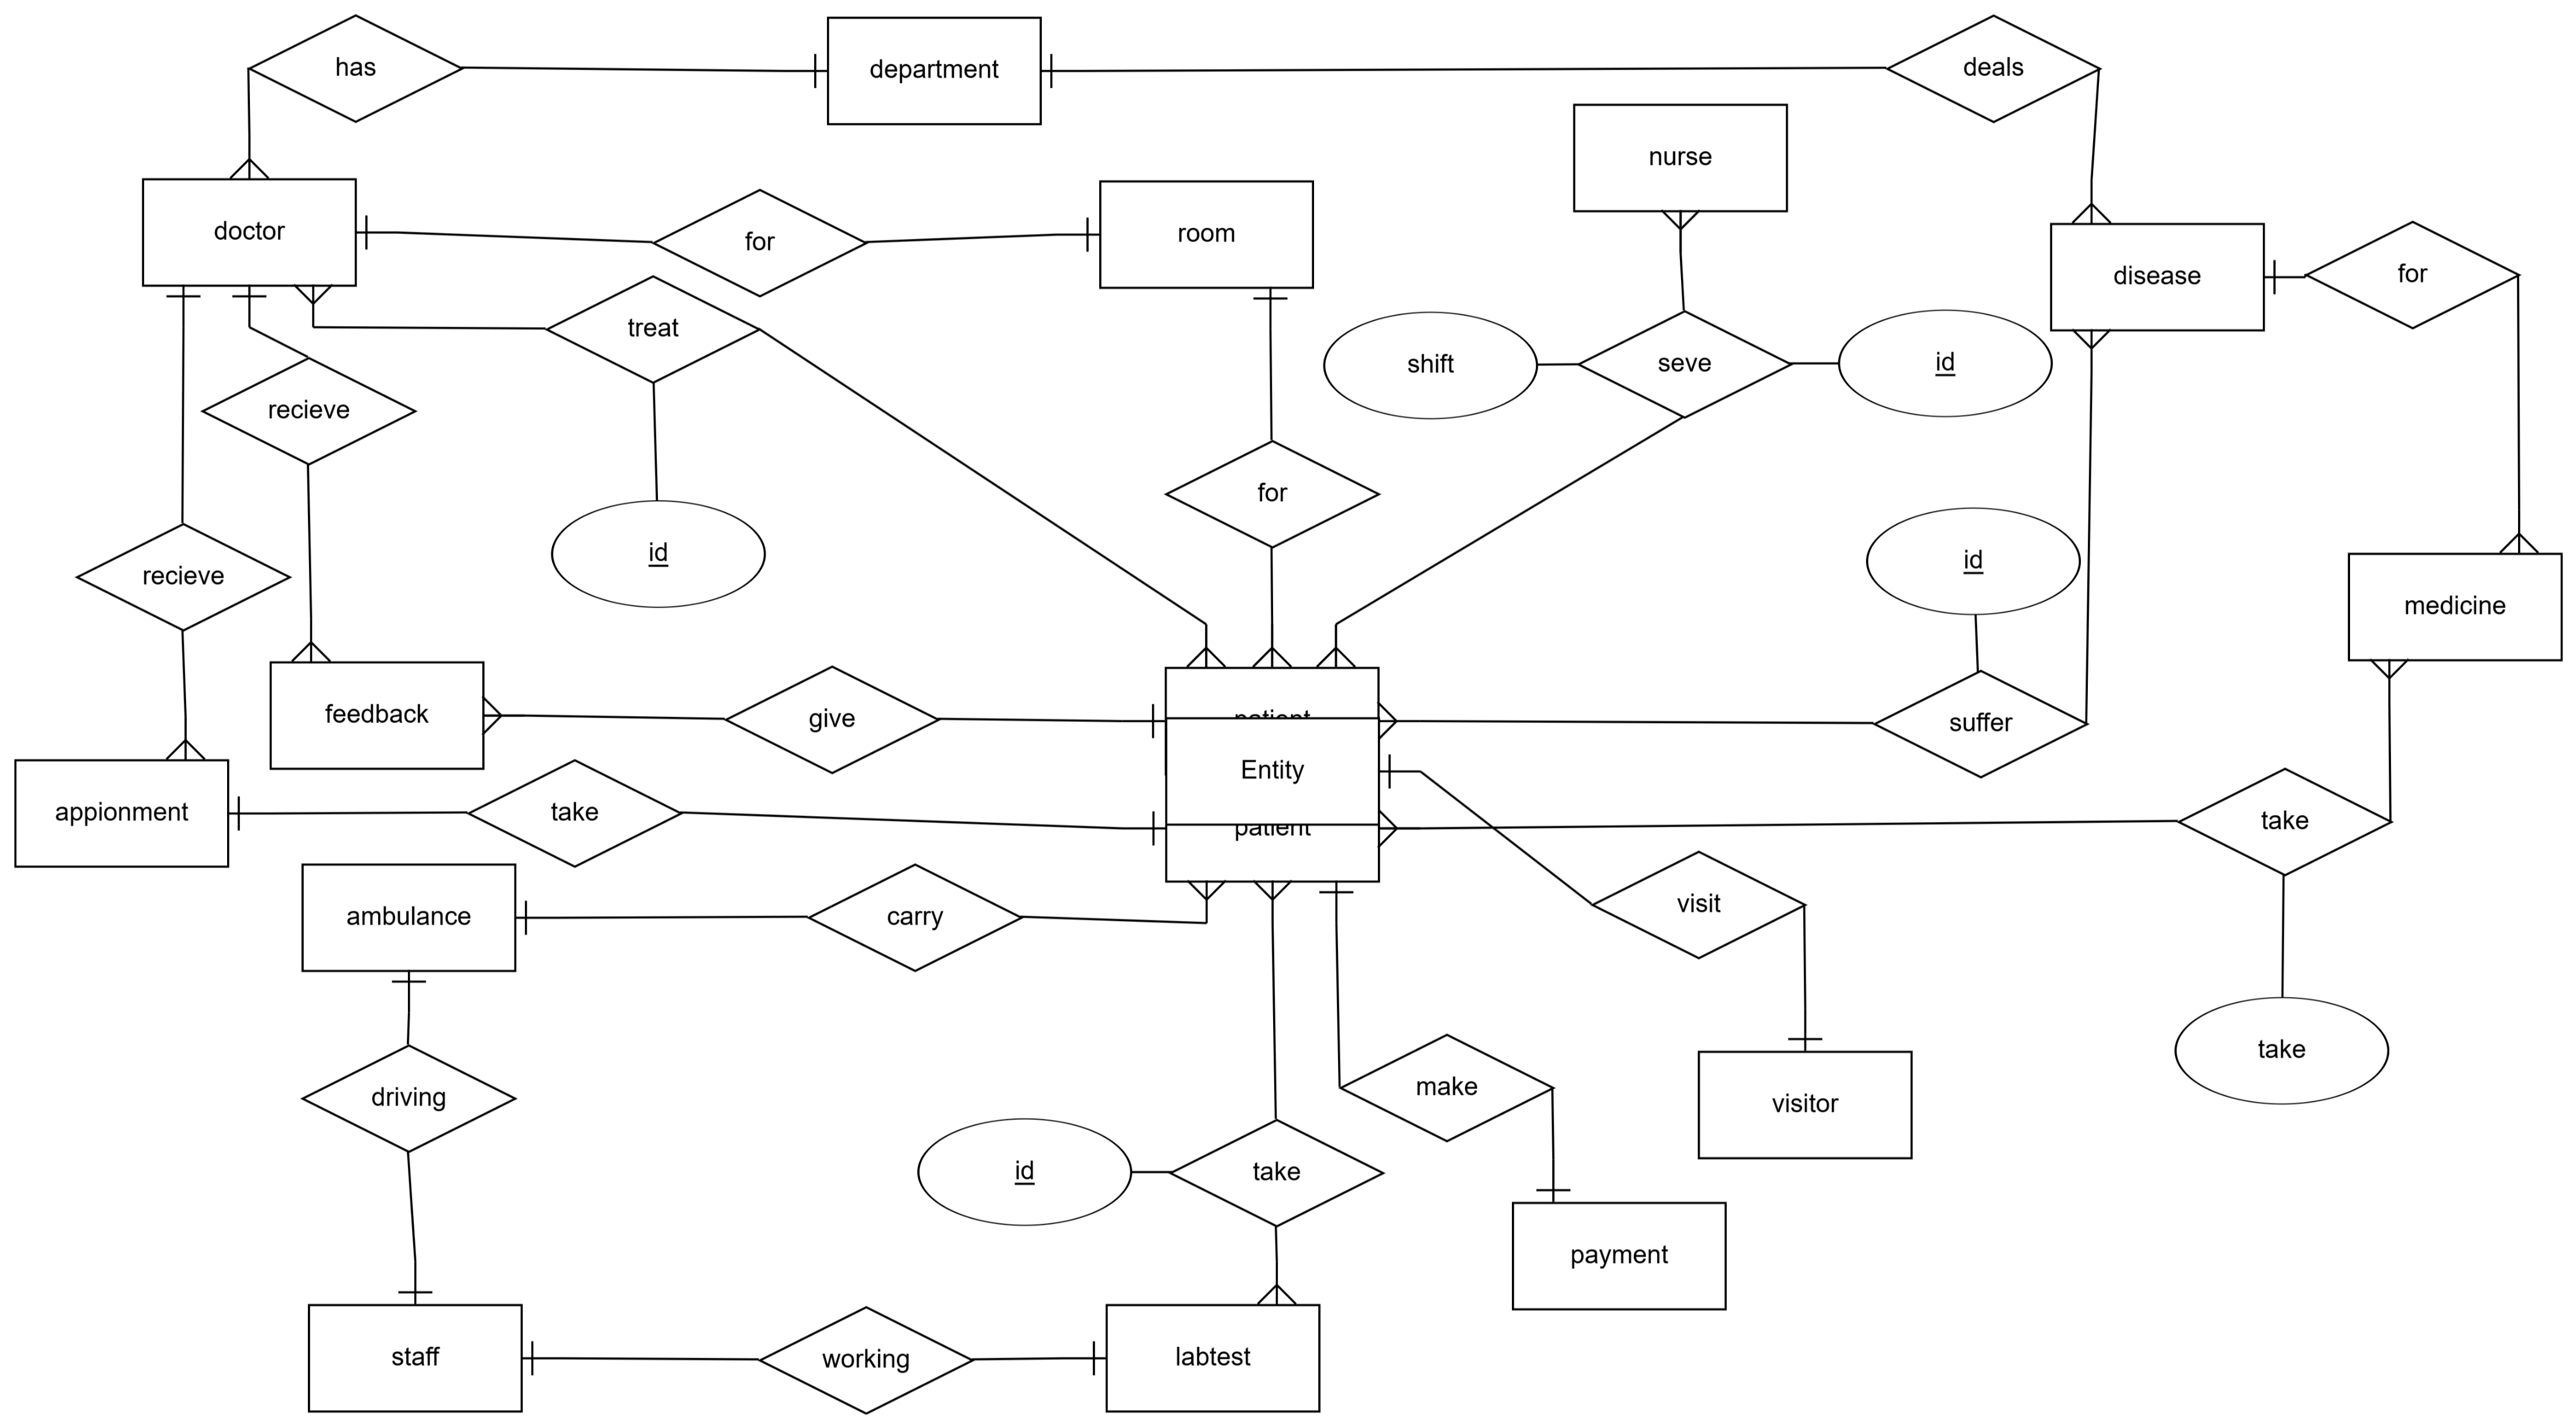 has
department
deals
nurse
doctor
for
room
disease
for
treat
shift
seve
id
recieve
for
id
id
recieve
medicine
feedback
give
patient
suffer
Entity
appionment
take
patient
take
ambulance
carry
visit
driving
make
visitor
take
id
take
payment
staff
working
labtest